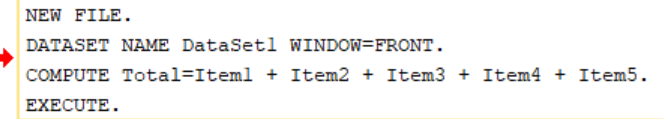 NEW FILE.
DATASET NAME DataSet1 WINDOW=FRONT.
COMPUTE Total=Item1 + Item2 + Item3 + Item4 + Item5.
EXECUTE.